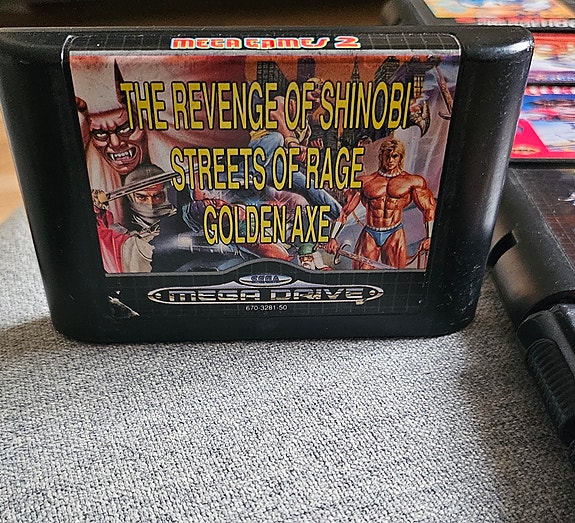 MEGA GAMES 2
THE REVENGE OF SHINOBI
STREETS OF RAGE
GOLDEN AXE
SEGA
MEGA DRIVE
670-3281-50